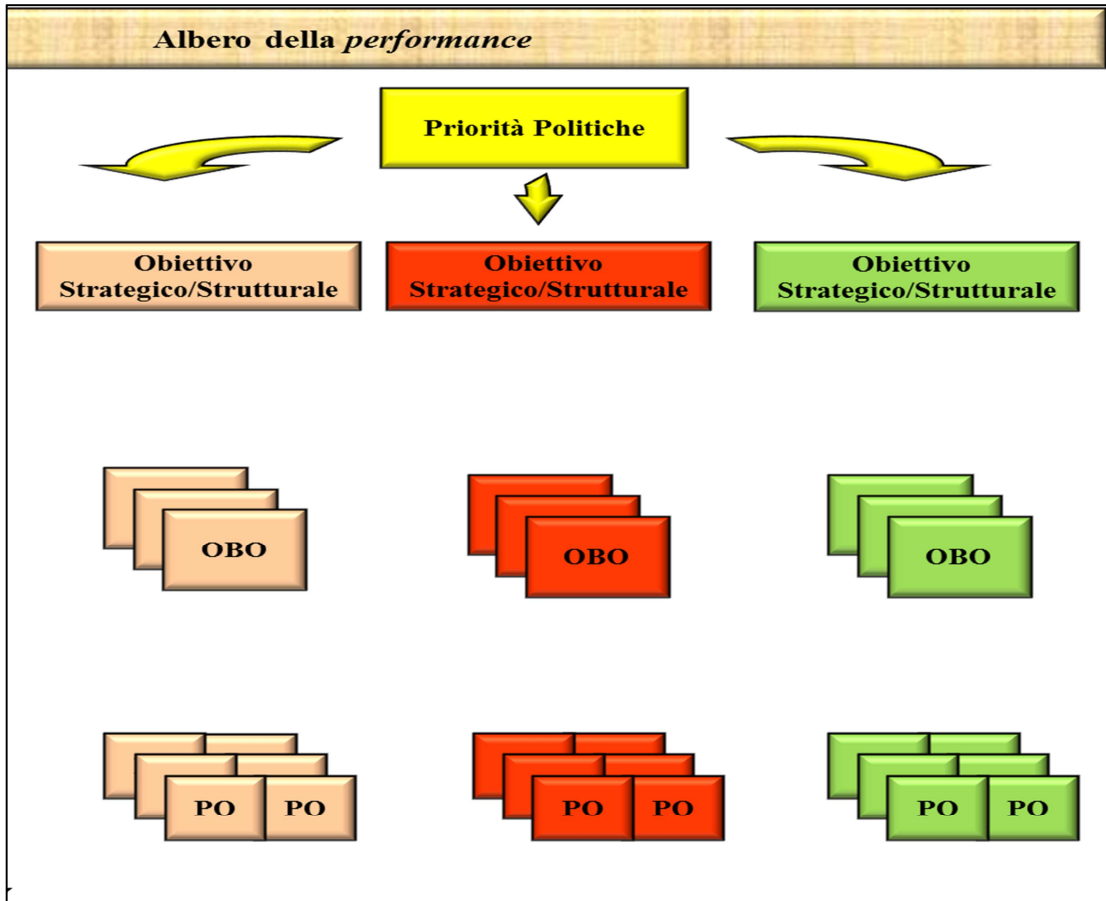 Albero della performance
Priorità Politiche
Obiettivo
Strategico/Strutturale
Obiettivo
Strategico/Strutturale
Obiettivo
Strategico/Strutturale
OBO
OBO
OBO
PO PO
PO PO
PO PO